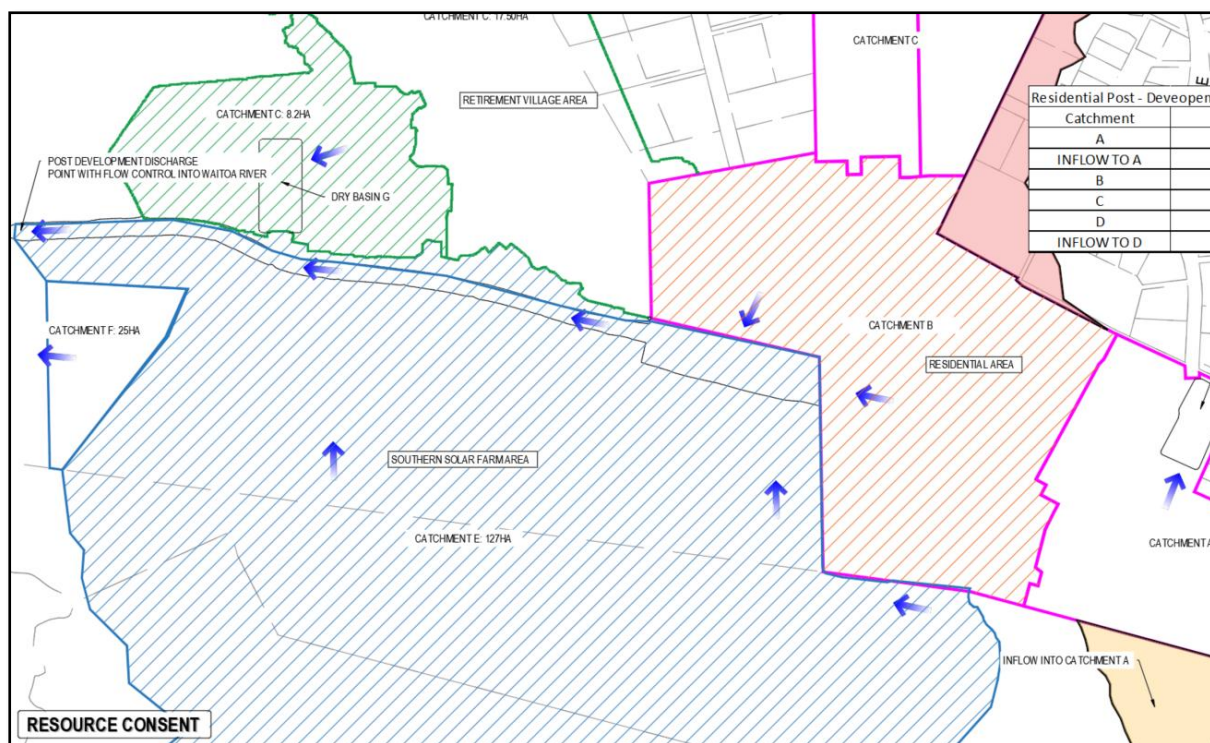 CATCHMENT C: 17.50HA
CATCHMENT C
E
Residential Post - Deveopen
Catchment
A
INFLOW TO A
B
C
D
INFLOW TO D
RETIREMENT VILLAGE AREA
CATCHMENT C: 8.2HA
POST DEVELOPMENT DISCHARGE
POINT WITH FLOW CONTROL INTO WAITOA RIVER
DRY BASIN G
CATCHMENT F: 25HA
CATCHMENT B
RESIDENTIAL AREA
SOUTHERN SOLAR FARM AREA
CATCHMENT E: 127HA
CATCHMENT A
INFLOW INTO CATCHMENT A
RESOURCE CONSENT